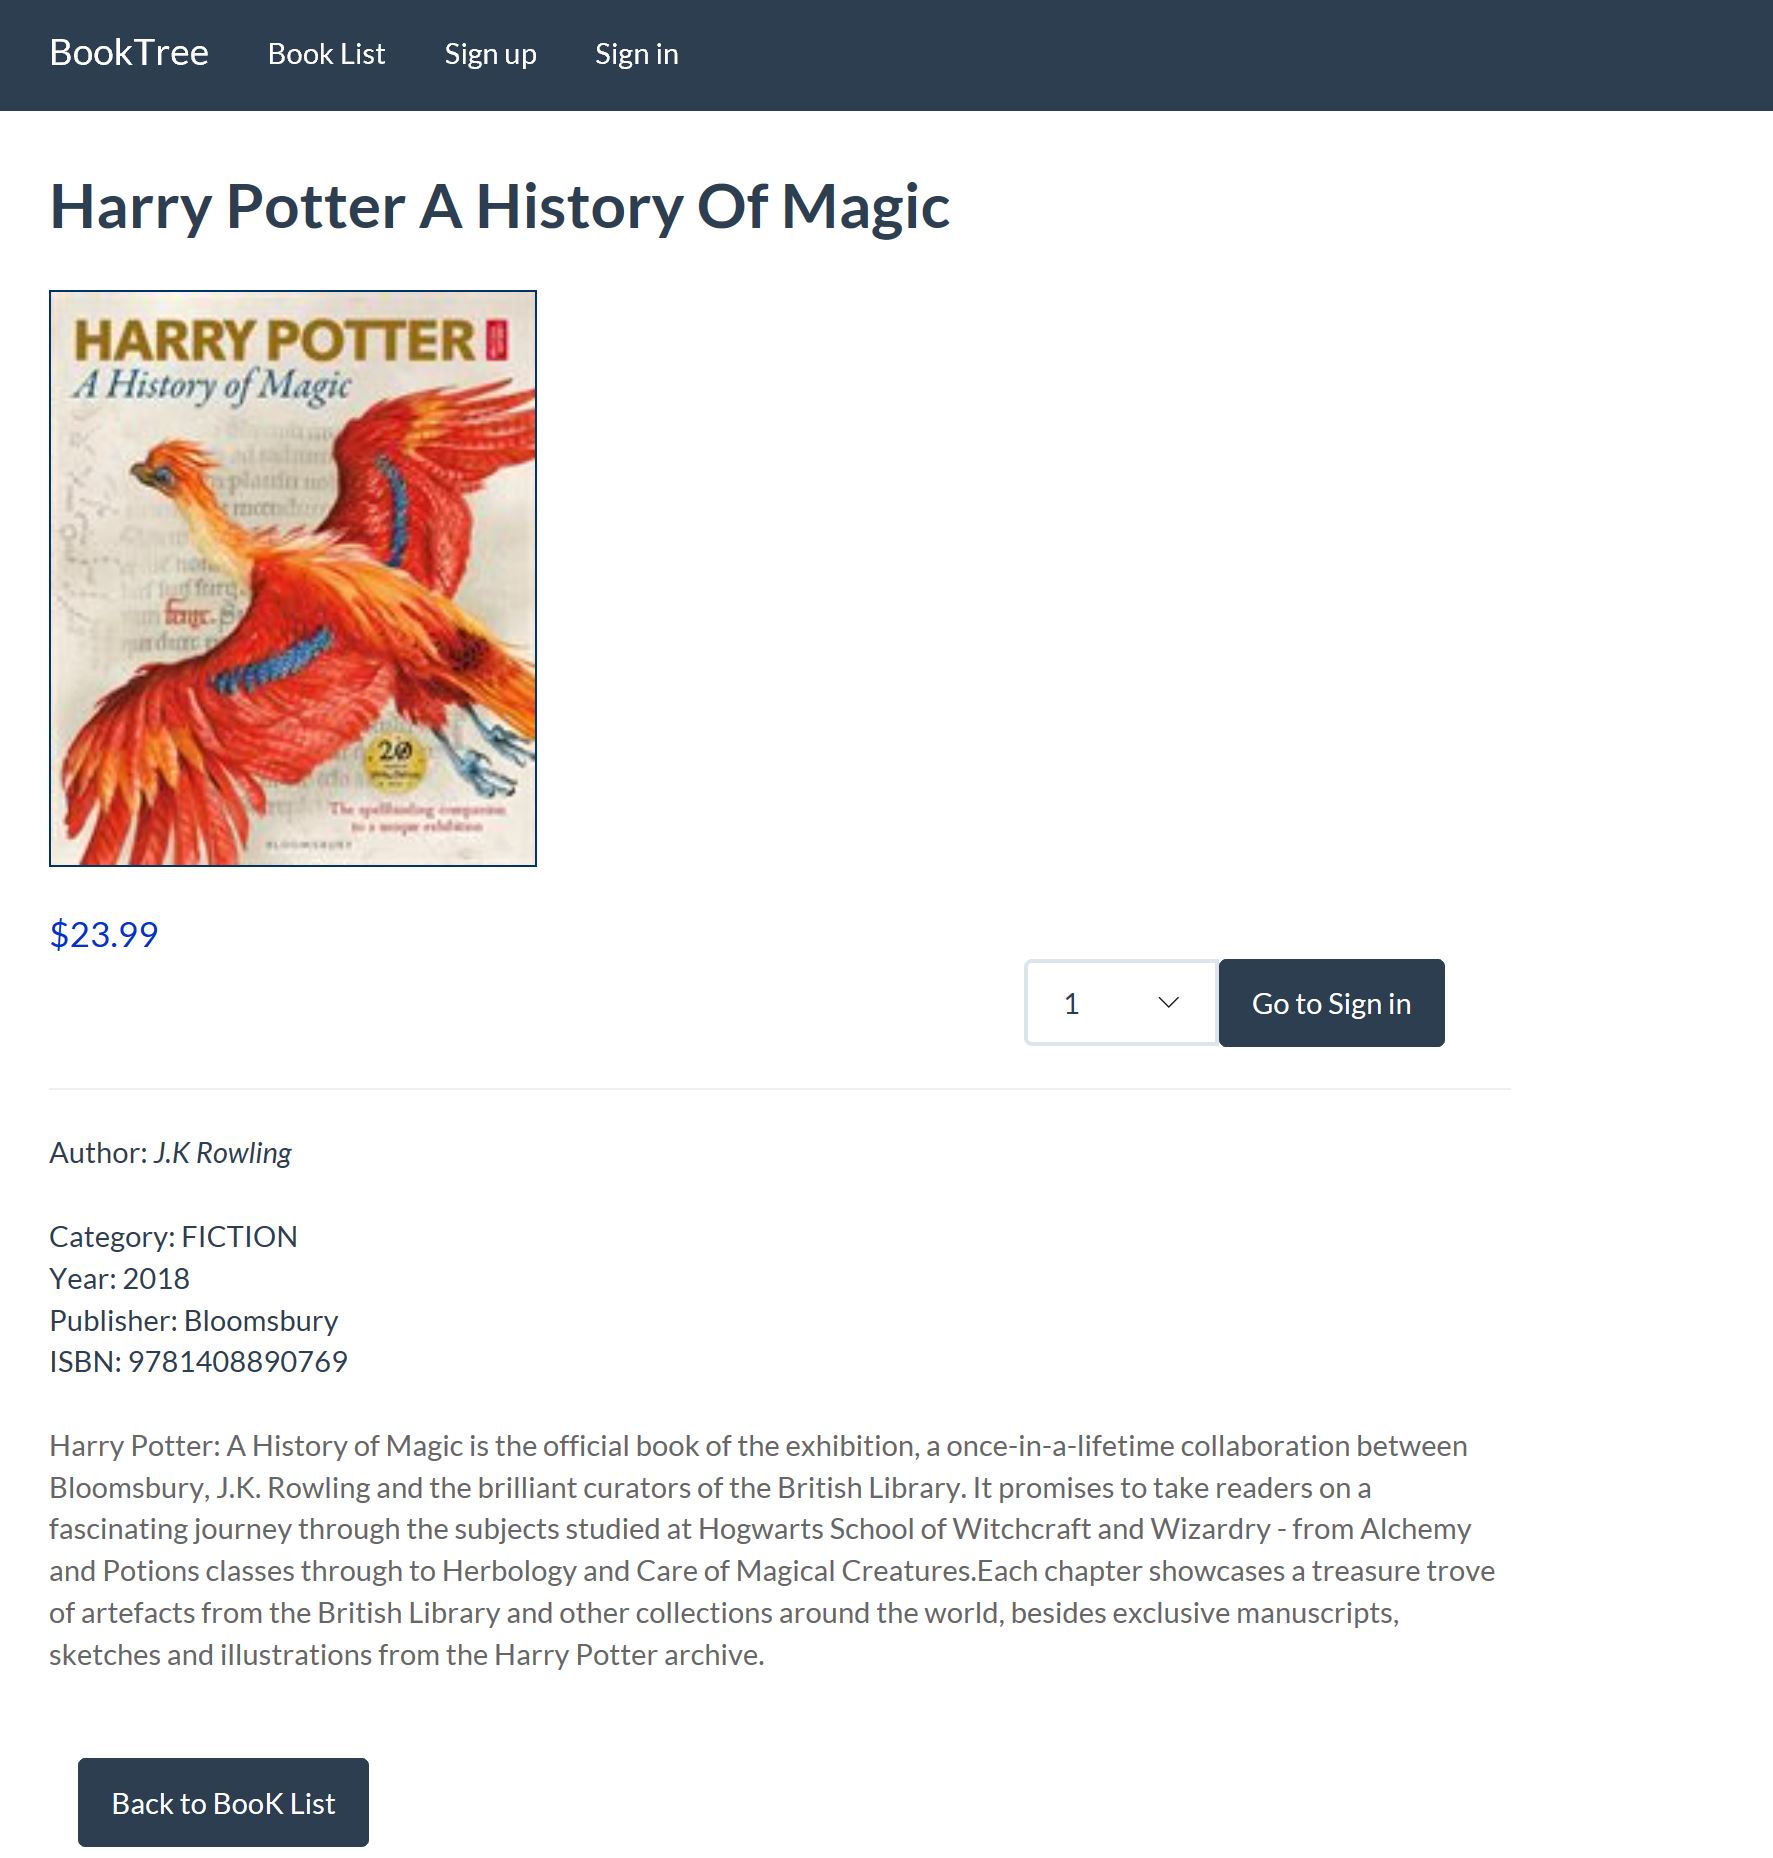 BookTree Book List Sign up Sign in
Harry Potter A History Of Magic
HARRY POTTER
A History of Magic
20
The spellbinding companion
to a unique exhibition
BLOOMSBURY
$23.99
1 Go to Sign in
Author: J.K Rowling
Category: FICTION
Year: 2018
Publisher: Bloomsbury
ISBN: 9781408890769
Harry Potter: A History of Magic is the official book of the exhibition, a once-in-a-lifetime collaboration between
Bloomsbury, J.K. Rowling and the brilliant curators of the British Library. It promises to take readers on a
fascinating journey through the subjects studied at Hogwarts School of Witchcraft and Wizardry - from Alchemy
and Potions classes through to Herbology and Care of Magical Creatures.Each chapter showcases a treasure trove
of artefacts from the British Library and other collections around the world, besides exclusive manuscripts,
sketches and illustrations from the Harry Potter archive.
Back to BooK List